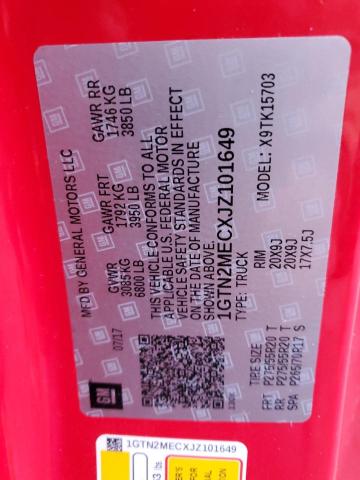 MFD BY GENERAL MOTORS LLC
07/17
GVWR
3085KG
6800 LB
GAWR FRT
1792 KG
3950 LB
GAWR RR
1746 KG
3850 LB
THIS VEHICLE CONFORMS TO ALL
APPLICABLE U.S. FEDERAL MOTOR
VEHICLE SAFETY STANDARDS IN EFFECT
ON THE DATE OF MANUFACTURE
SHOWN ABOVE.
1GTN2MECXJZ101649
TYPE: TRUCK
MODEL: X9TK15703
TIRE SIZE RIM
FRT P275/55R20 T 20X9J
RR P275/55R20 T 20X9J
SPA P265/70R17 S 17X7.5J
GM
1GTN2MECXJZ101649